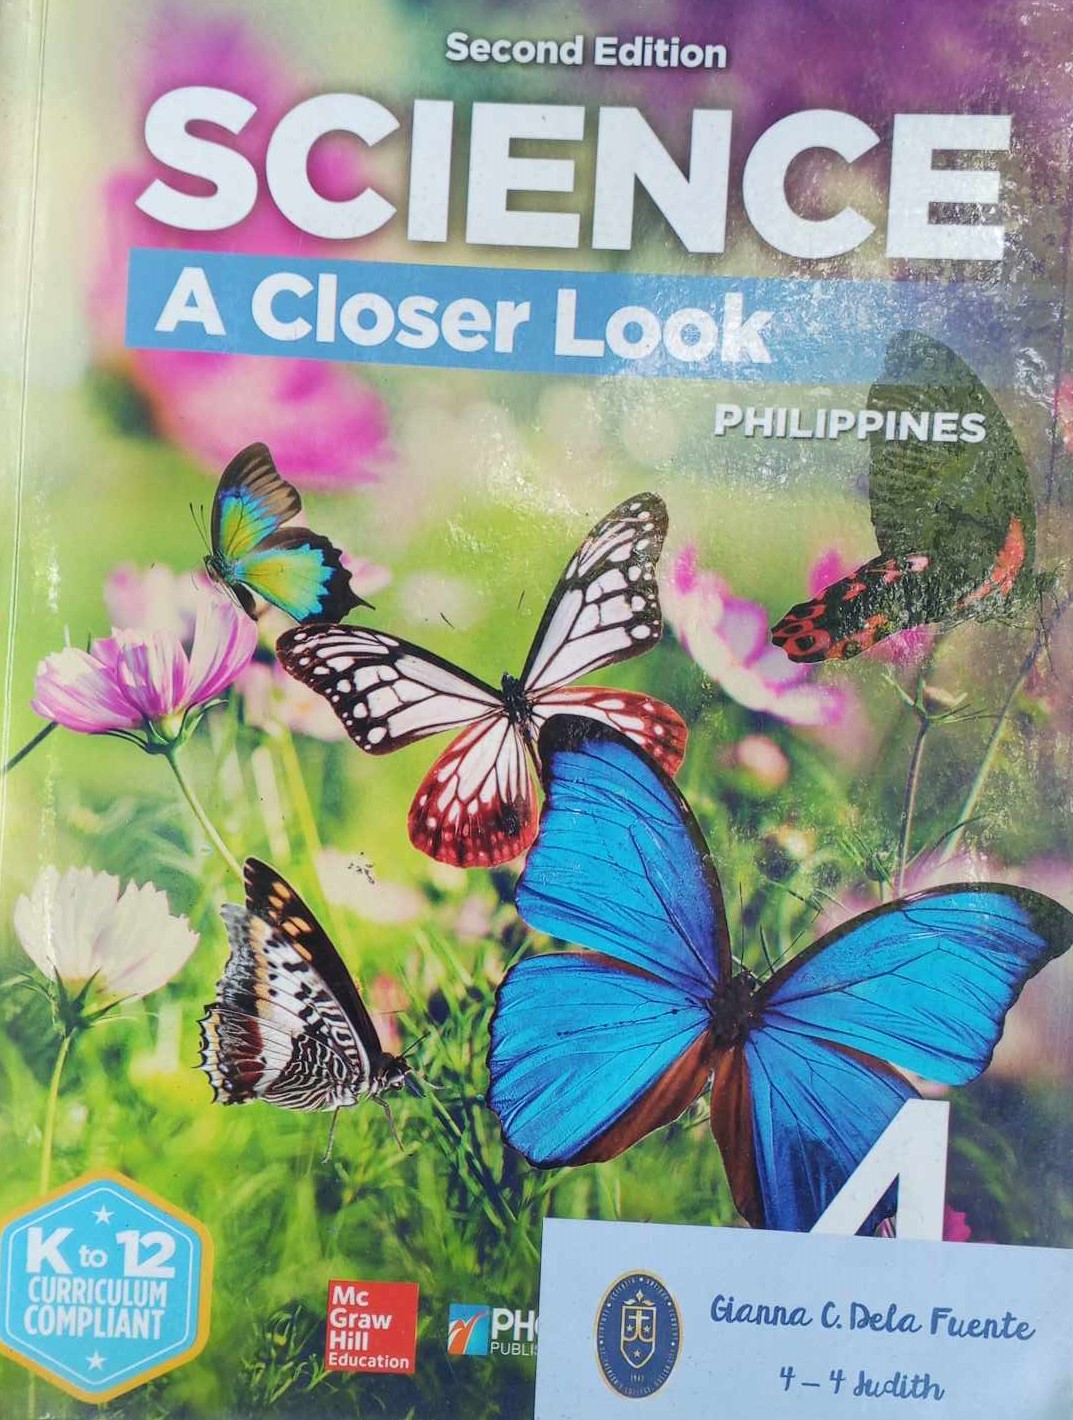 Second Edition
SCIENCE
A Closer Look
PHILIPPINES
4
K to 12
CURRICULUM
COMPLIANT
Mc
Graw
Hill
Education
Gianna C. Dela Fuente
4 - 4 Judith